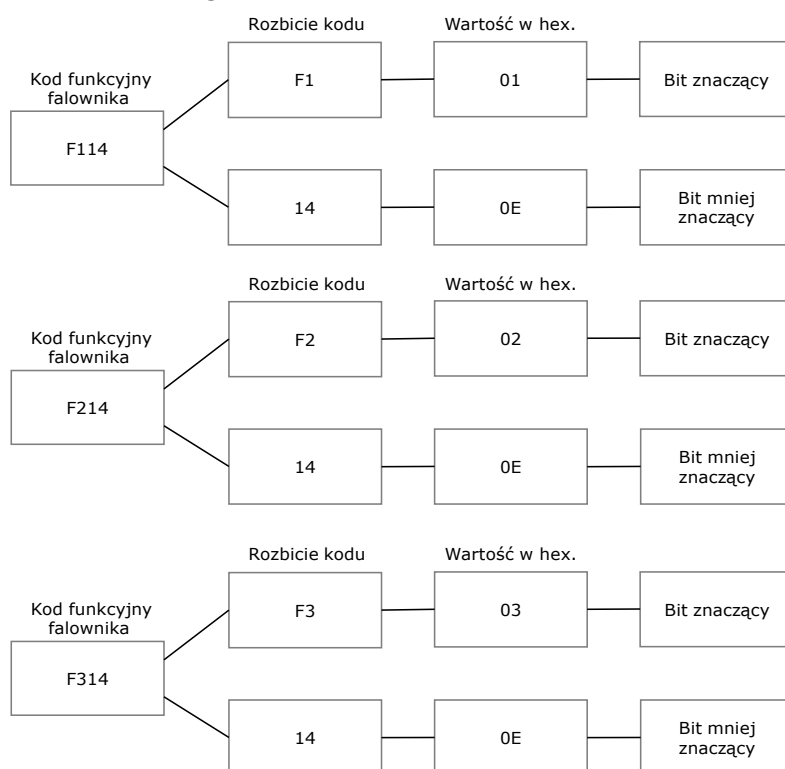 Rozbicie kodu
Wartość w hex.
Kod funkcyjny
falownika
F1
01
Bit znaczący
F114
14
0E
Bit mniej
znaczący
Rozbicie kodu
Wartość w hex.
Kod funkcyjny
falownika
F2
02
Bit znaczący
F214
14
0E
Bit mniej
znaczący
Rozbicie kodu
Wartość w hex.
Kod funkcyjny
falownika
F3
03
Bit znaczący
F314
14
0E
Bit mniej
znaczący